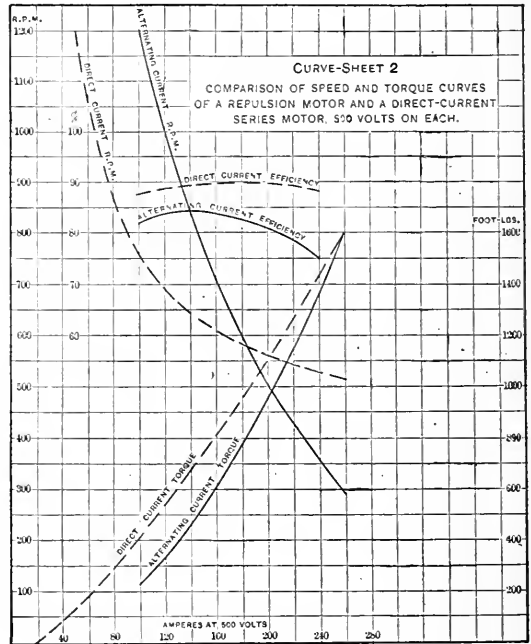 R.P.M.
CURVE-SHEET 2
COMPARISON OF SPEED AND TORQUE CURVES
OF A REPULSION MOTOR AND A DIRECT-CURRENT
SERIES MOTOR, 500 VOLTS ON EACH.
DIRECT CURRENT R.P.M.
ALTERNATING CURRENT R.P.M.
DIRECT CURRENT EFFICIENCY
ALTERNATING CURRENT EFFICIENCY
DIRECT CURRENT TORQUE
ALTERNATING CURRENT TORQUE
FOOT-LBS.
1200
1100
1000
900
800
700
600
500
400
300
200
100
%
100
90
80
70
60
1600
1400
1200
1000
800
600
400
200
AMPERES AT 500 VOLTS
40
80
120
160
200
240
280